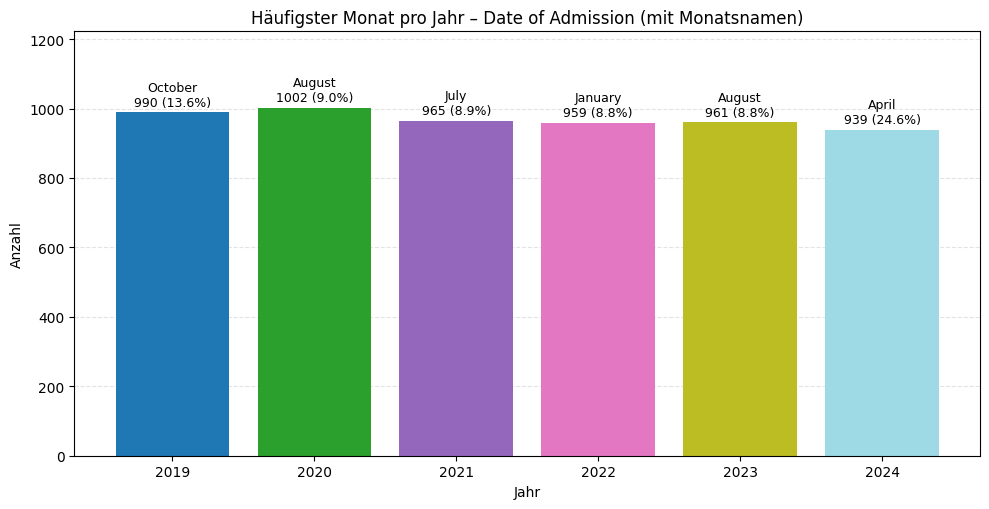 Häufigster Monat pro Jahr – Date of Admission (mit Monatsnamen)
Anzahl
1200
1000
800
600
400
200
0
October
990 (13.6%)
August
1002 (9.0%)
July
965 (8.9%)
January
959 (8.8%)
August
961 (8.8%)
April
939 (24.6%)
2019
2020
2021
2022
2023
2024
Jahr